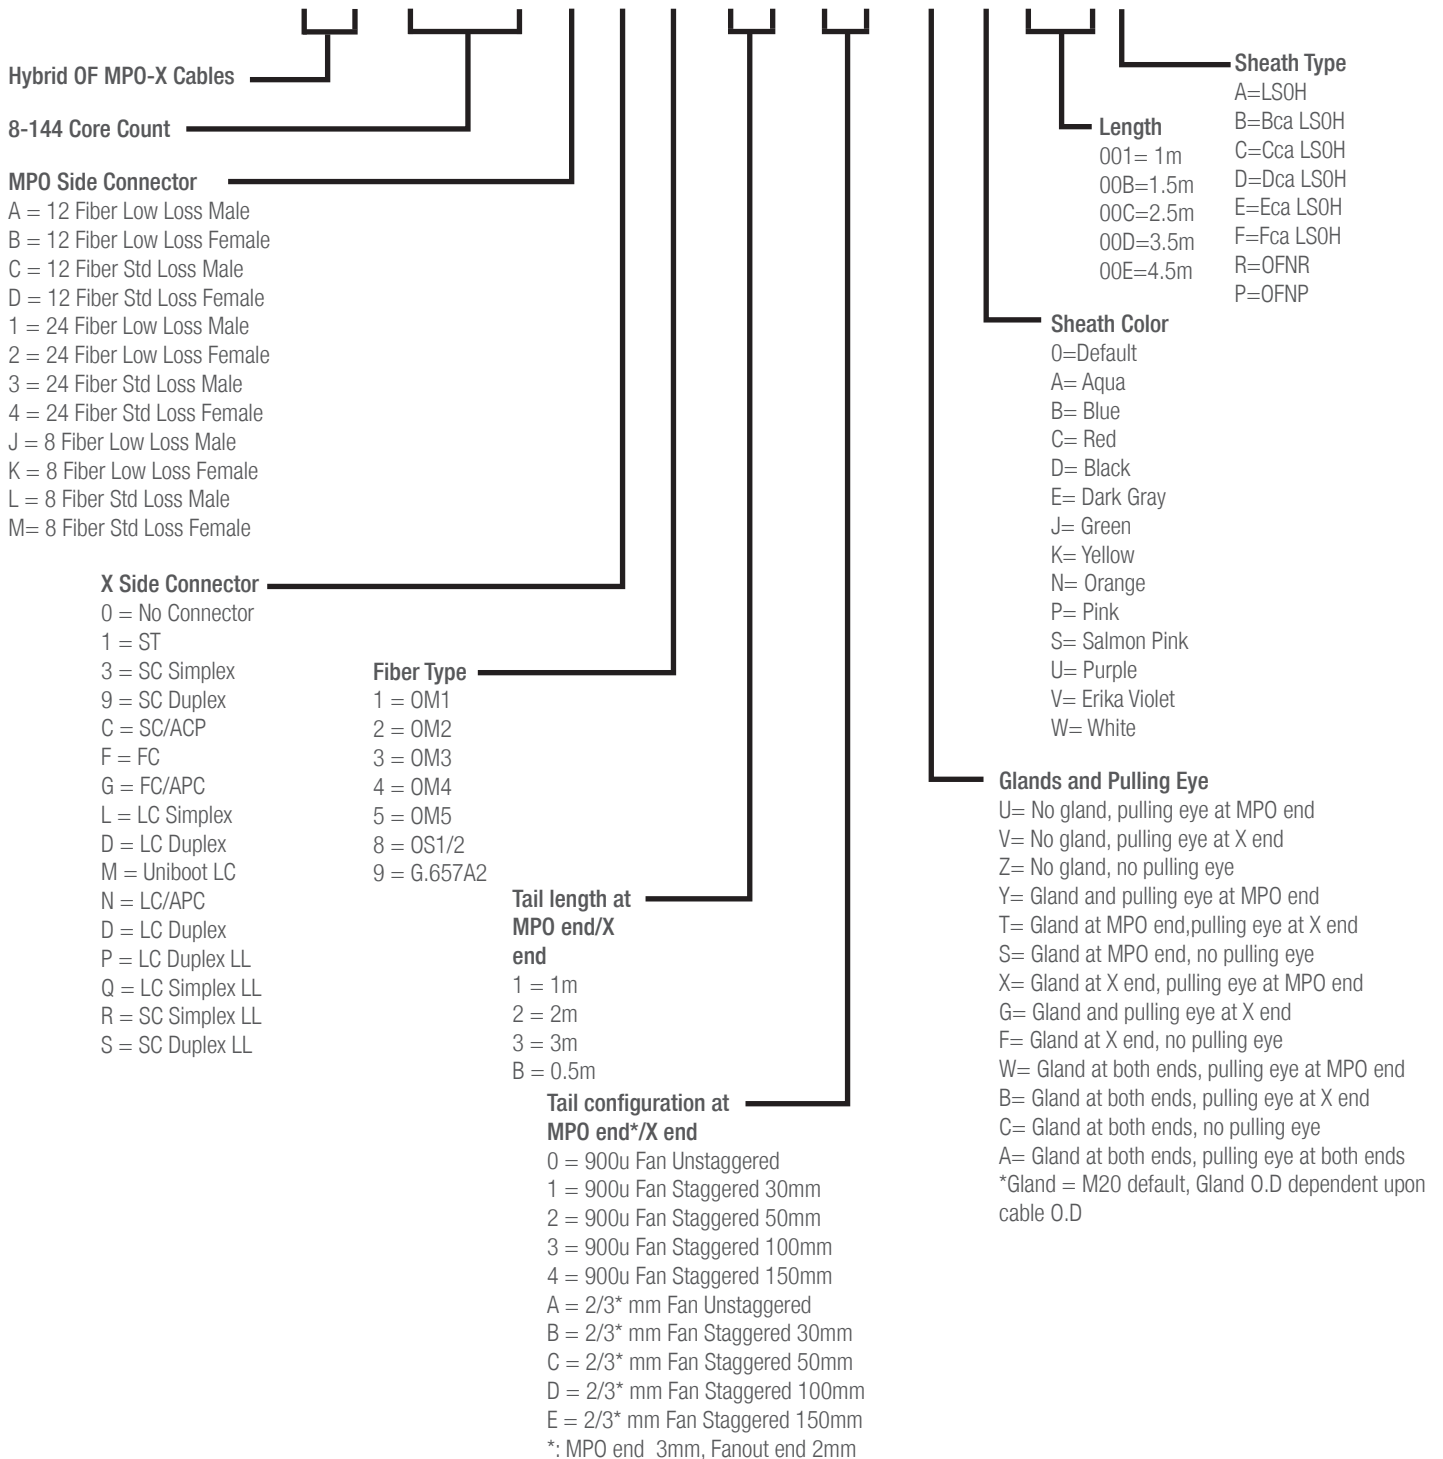 Hybrid OF MPO-X Cables
8-144 Core Count
MPO Side Connector
A = 12 Fiber Low Loss Male
B = 12 Fiber Low Loss Female
C = 12 Fiber Std Loss Male
D = 12 Fiber Std Loss Female
1 = 24 Fiber Low Loss Male
2 = 24 Fiber Low Loss Female
3 = 24 Fiber Std Loss Male
4 = 24 Fiber Std Loss Female
J = 8 Fiber Low Loss Male
K = 8 Fiber Low Loss Female
L = 8 Fiber Std Loss Male
M= 8 Fiber Std Loss Female
X Side Connector
0 = No Connector
1 = ST
3 = SC Simplex
9 = SC Duplex
C = SC/ACP
F = FC
G = FC/APC
L = LC Simplex
D = LC Duplex
M = Uniboot LC
N = LC/APC
D = LC Duplex
P = LC Duplex LL
Q = LC Simplex LL
R = SC Simplex LL
S = SC Duplex LL
Fiber Type
1 = OM1
2 = OM2
3 = OM3
4 = OM4
5 = OM5
8 = OS1/2
9 = G.657A2
Tail length at
MPO end/X
end
1 = 1m
2 = 2m
3 = 3m
B = 0.5m
Tail configuration at
MPO end*/X end
0 = 900u Fan Unstaggered
1 = 900u Fan Staggered 30mm
2 = 900u Fan Staggered 50mm
3 = 900u Fan Staggered 100mm
4 = 900u Fan Staggered 150mm
A = 2/3* mm Fan Unstaggered
B = 2/3* mm Fan Staggered 30mm
C = 2/3* mm Fan Staggered 50mm
D = 2/3* mm Fan Staggered 100mm
E = 2/3* mm Fan Staggered 150mm
*: MPO end 3mm, Fanout end 2mm
Glands and Pulling Eye
U= No gland, pulling eye at MPO end
V= No gland, pulling eye at X end
Z= No gland, no pulling eye
Y= Gland and pulling eye at MPO end
T= Gland at MPO end,pulling eye at X end
S= Gland at MPO end, no pulling eye
X= Gland at X end, pulling eye at MPO end
G= Gland and pulling eye at X end
F= Gland at X end, no pulling eye
W= Gland at both ends, pulling eye at MPO end
B= Gland at both ends, pulling eye at X end
C= Gland at both ends, no pulling eye
A= Gland at both ends, pulling eye at both ends
*Gland = M20 default, Gland O.D dependent upon
cable O.D
Sheath Color
0=Default
A= Aqua
B= Blue
C= Red
D= Black
E= Dark Gray
J= Green
K= Yellow
N= Orange
P= Pink
S= Salmon Pink
U= Purple
V= Erika Violet
W= White
Length
001= 1m
00B=1.5m
00C=2.5m
00D=3.5m
00E=4.5m
Sheath Type
A=LS0H
B=Bca LS0H
C=Cca LS0H
D=Dca LS0H
E=Eca LS0H
F=Fca LS0H
R=OFNR
P=OFNP